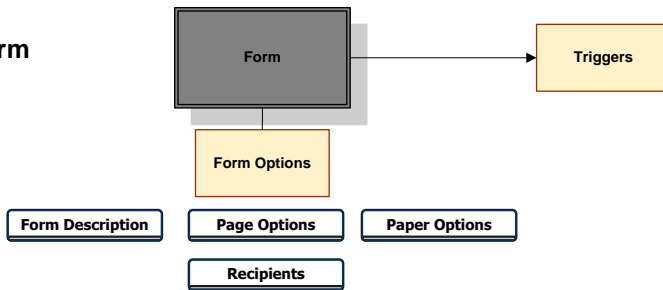 rm
Form
Triggers
Form Options
Form Description
Page Options
Paper Options
Recipients